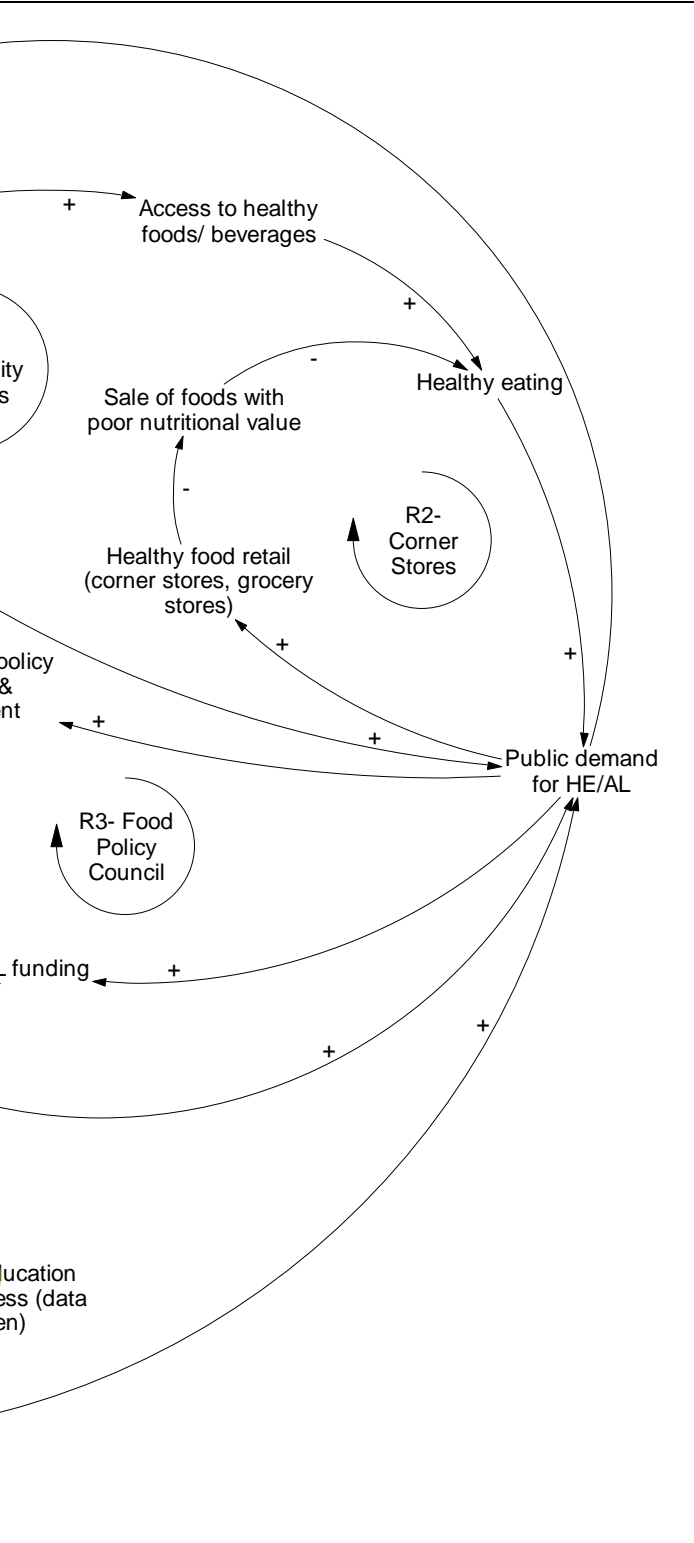 +
Access to healthy
foods/ beverages
+
-
Healthy eating
ity
s
Sale of foods with
poor nutritional value
-
R2-
Corner
Stores
Healthy food retail
(corner stores, grocery
stores)
+
+
policy
&
nt
+
+
Public demand
for HE/AL
R3- Food
Policy
Council
funding
+
+
+
ucation
ess (data
en)